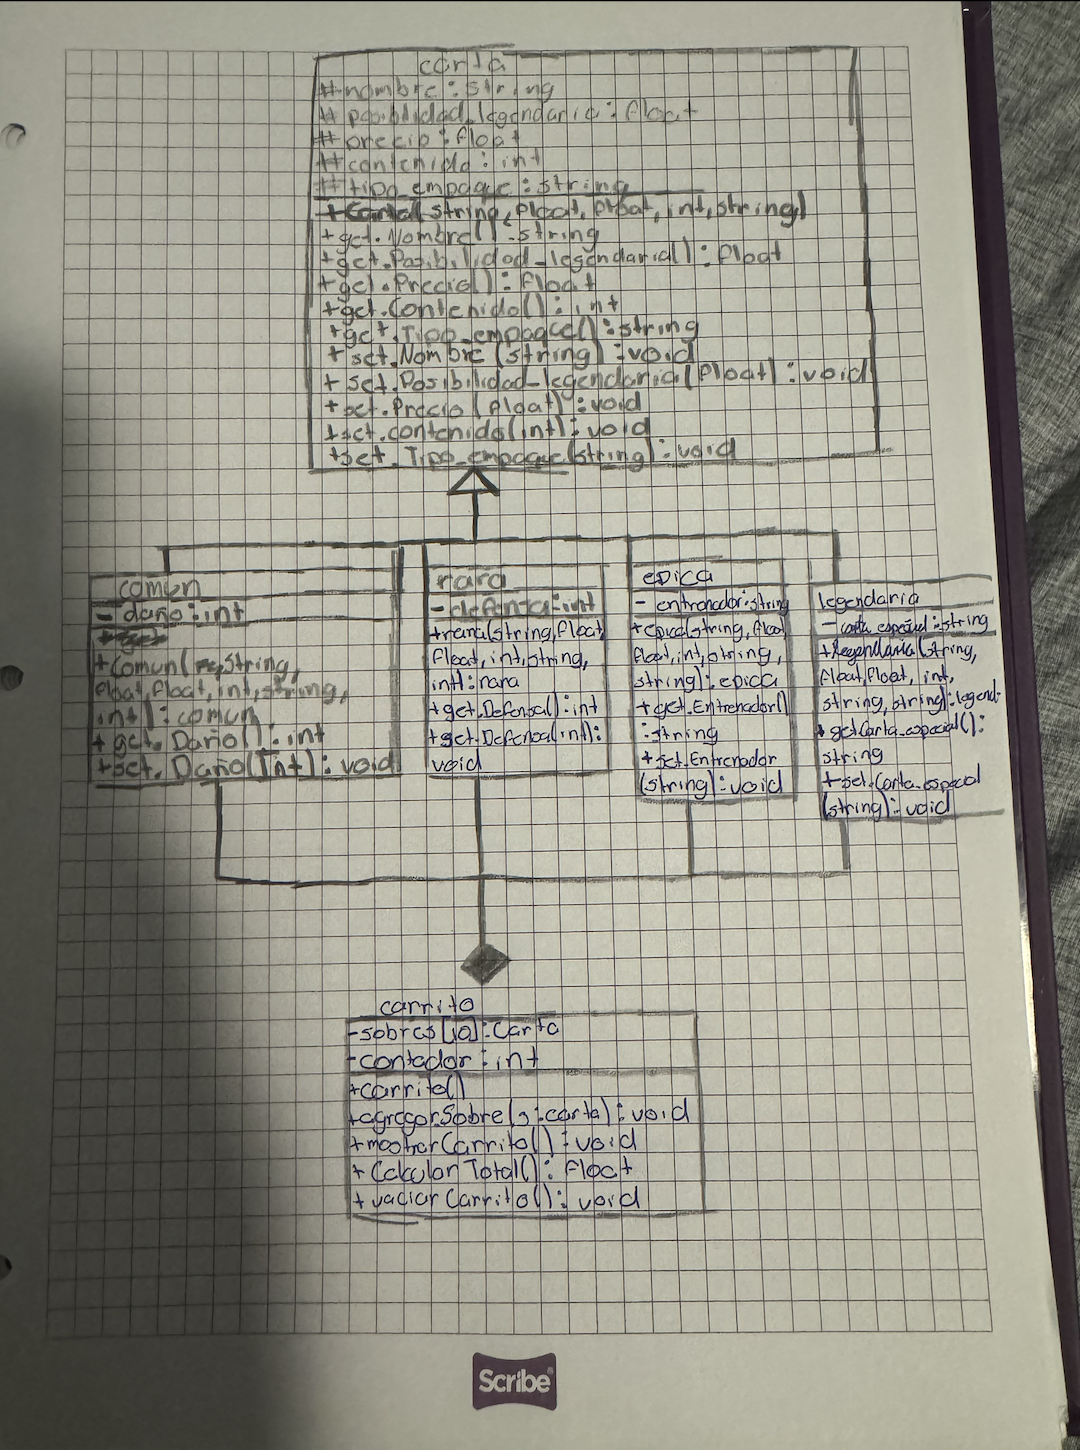 carta
# nombre : String
# posiblidad_legendaria : float
# precio : float
# contenido : int
# tipo_empaque : string
+ Carta(string, float, float, int, string)
+ get.Nombre() : string
+ get.Posibilidad_legendaria() : float
+ get.Precio() : float
+ get.Contenido() : int
+ get.Tipo_empaque() : string
+ set.Nombre (string) : void
+ set.Posibilidad_legendaria(float) : void
+ set.Precio (float) : void
+ set.contenido(int) : void
+ set.Tipo_empaque(string) : void
comun
- daño : int
+ Comun( String,
float, float, int, string,
int) : comun
+ get. Daño() : int
+ set. Daño(Int) : void
rara
- defensa : int
+ rara(string, float
float, int, string,
int) : rara
+ get.Defensa() : int
+ get.Defensa(int) :
void
epica
- entrenador : string
+ epica(string, float
float, int, string,
string) : epica
+ get.Entrenador()
: string
+ set.Entrenador
(string) : void
legendaria
- carta_especial : string
+ legendaria(string,
float, float, int,
string, string) : legend-
+ getCarta_especial() :
string
+ set.Carta_especial
(string) : void
carrito
- sobres [10] : Carta
- contador : int
+ carrito()
+ agregarSobre(s : carta) : void
+ mostrarCarrito() : void
+ CalcularTotal() : float
+ vaciarCarrito() : void
Scribe